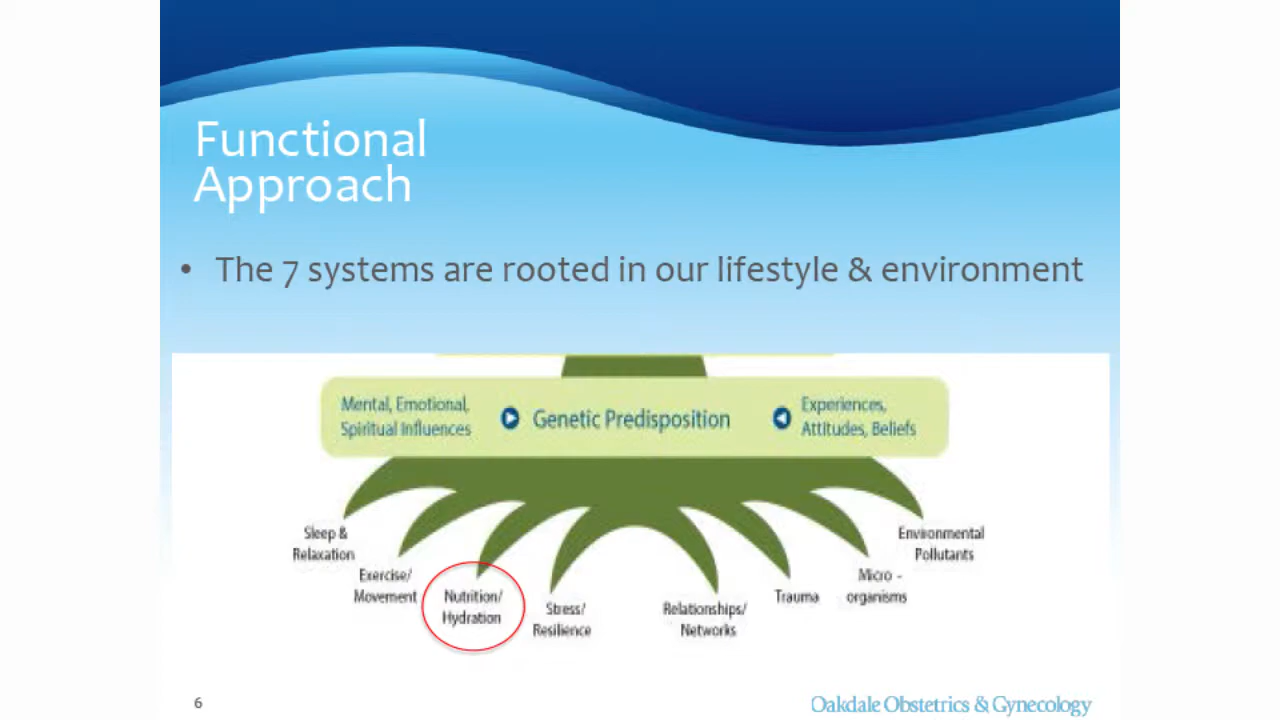 Functional
Approach
• The 7 systems are rooted in our lifestyle & environment
Mental, Emotional,
Spiritual Influences
Genetic Predisposition
Experiences,
Attitudes, Beliefs
Sleep &
Relaxation
Exercise/
Movement
Nutrition/
Hydration
Stress/
Resilience
Relationships/
Networks
Trauma
Micro -
organisms
Environmental
Pollutants
6
Oakdale Obstetrics & Gynecology